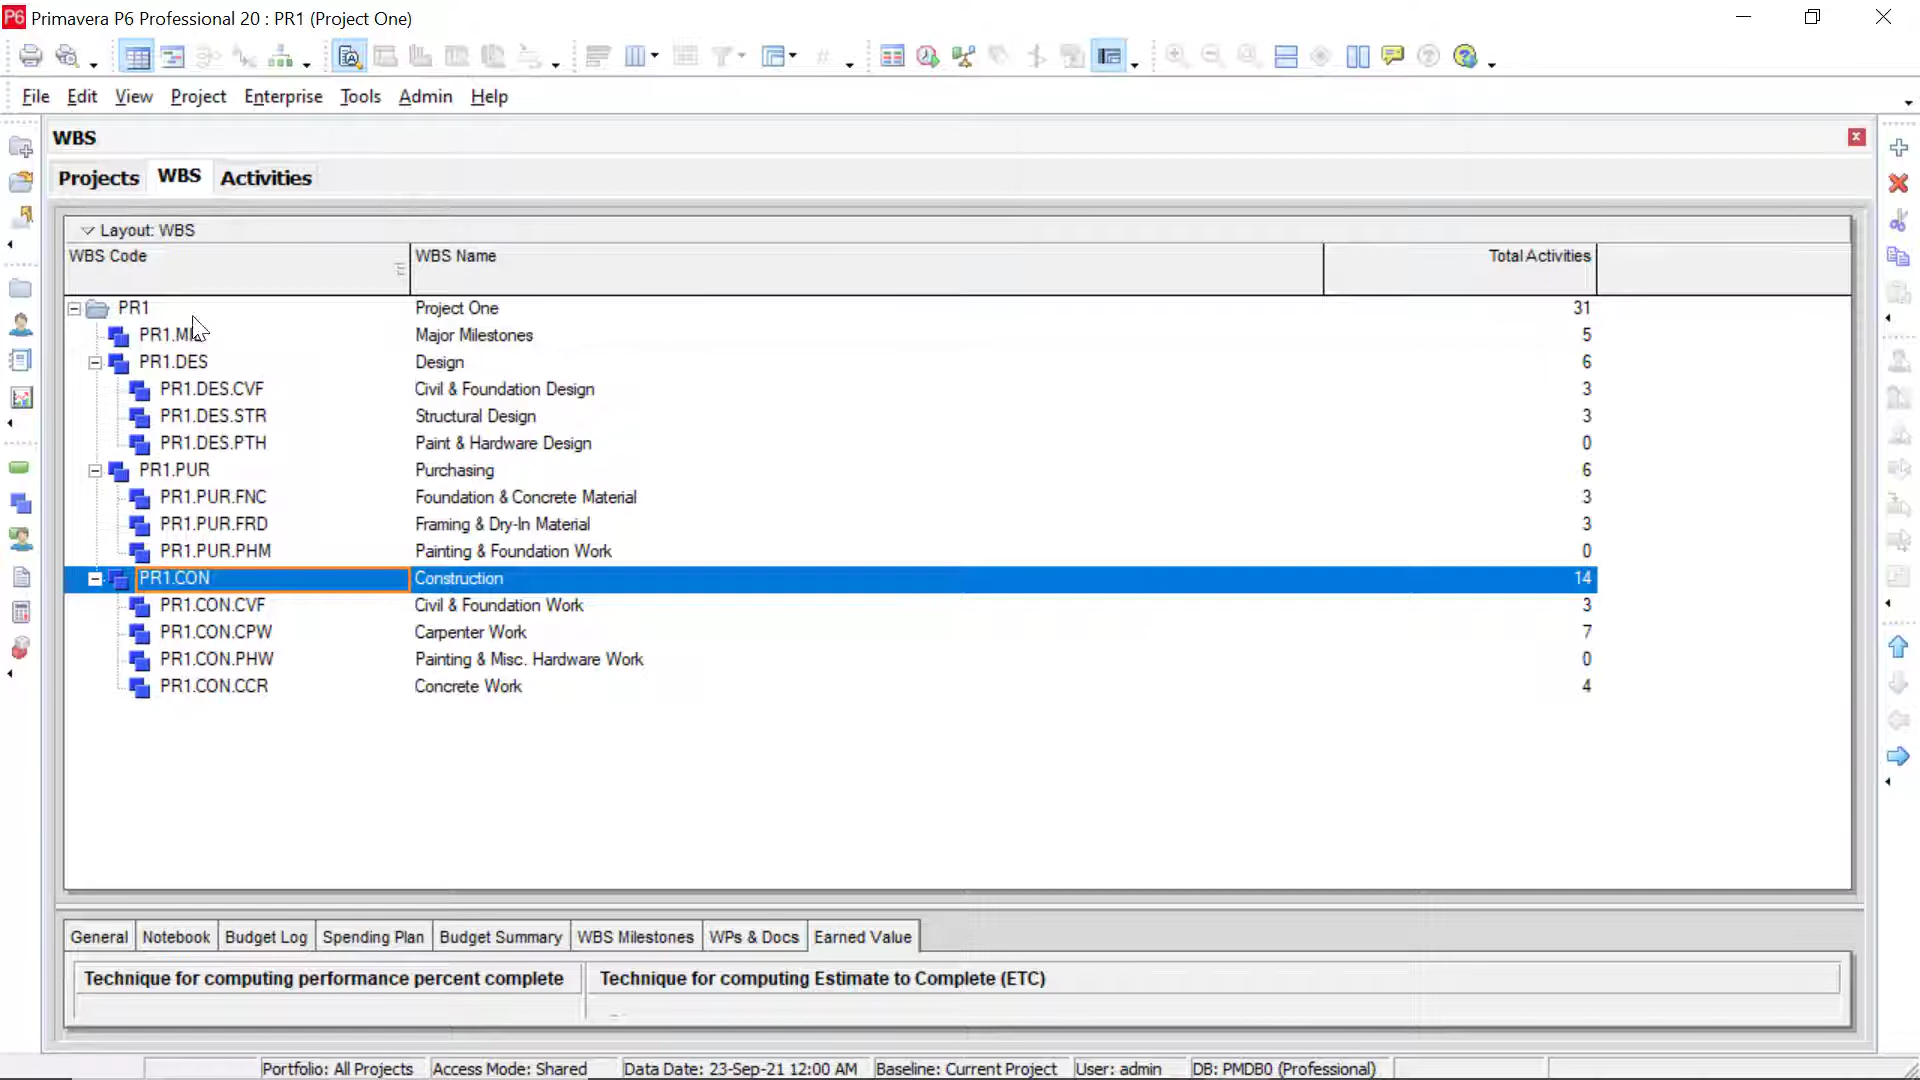 P6 Primavera P6 Professional 20 : PR1 (Project One)
File Edit View Project Enterprise Tools Admin Help
WBS
Projects WBS Activities
Layout: WBS
WBS Code WBS Name Total Activities
PR1 Project One 31
Major Milestones 5
PR1.DES Design 6
PR1.DES.CVF Civil & Foundation Design 3
PR1.DES.STR Structural Design 3
PR1.DES.PTH Paint & Hardware Design 0
PR1.PUR Purchasing 6
PR1.PUR.FNC Foundation & Concrete Material 3
PR1.PUR.FRD Framing & Dry-In Material 3
PR1.PUR.PHM Painting & Foundation Work 0
PR1.CON Construction 14
PR1.CON.CVF Civil & Foundation Work 3
PR1.CON.CPW Carpenter Work 7
PR1.CON.PHW Painting & Misc. Hardware Work 0
PR1.CON.CCR Concrete Work 4
General Notebook Budget Log Spending Plan Budget Summary WBS Milestones WPs & Docs Earned Value
Technique for computing performance percent complete Technique for computing Estimate to Complete (ETC)
Portfolio: All Projects Access Mode: Shared Data Date: 23-Sep-21 12:00 AM Baseline: Current Project User: admin DB: PMDB0 (Professional)